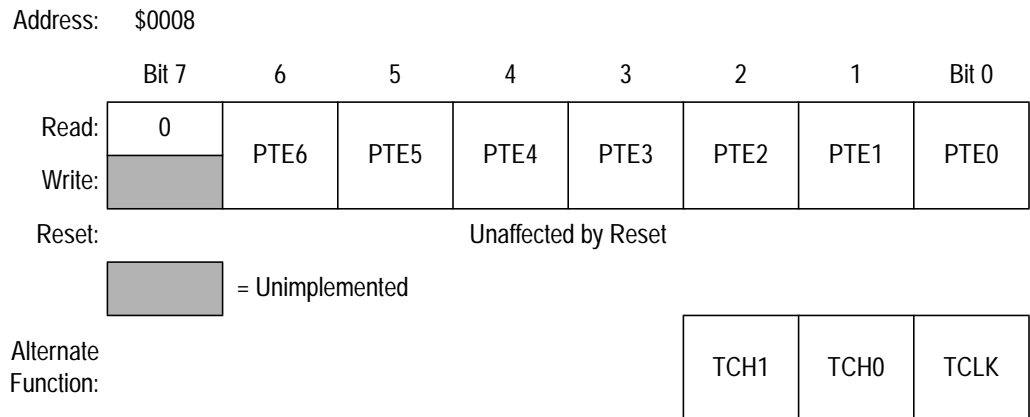 Address: $0008
Bit 7 6 5 4 3 2 1 Bit 0
Read: 0 PTE6 PTE5 PTE4 PTE3 PTE2 PTE1 PTE0
Write:
Reset: Unaffected by Reset
= Unimplemented
Alternate
Function: TCH1 TCH0 TCLK